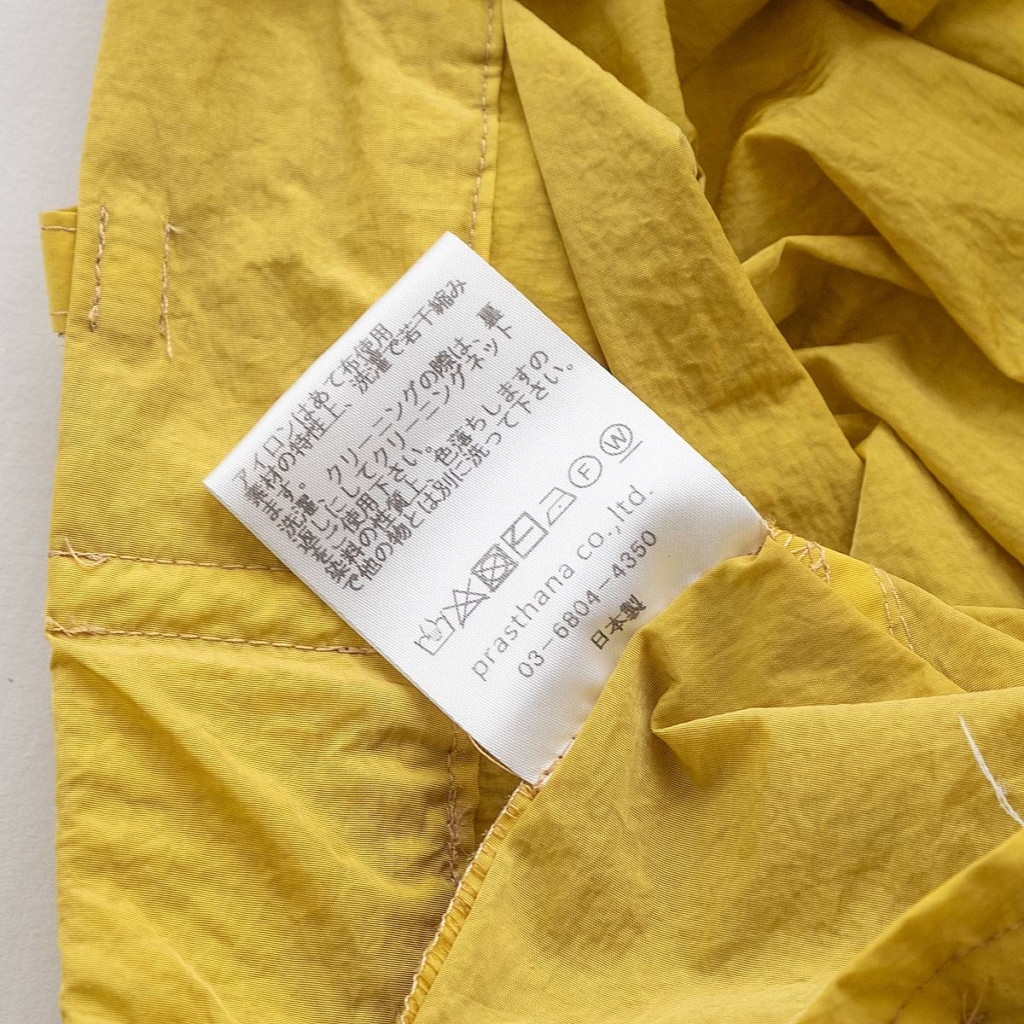 アイロンはあて布使用
素材の特性上、洗濯で若干縮み
ます。
洗濯、クリーニングの際は、裏
返しにしてクリーニングネット
をご使用下さい。
染料の性質上、色落ちしますの
で他の物とは別に洗って下さい。
F W
prasthana co.,ltd.
03-6804-4350
日本製